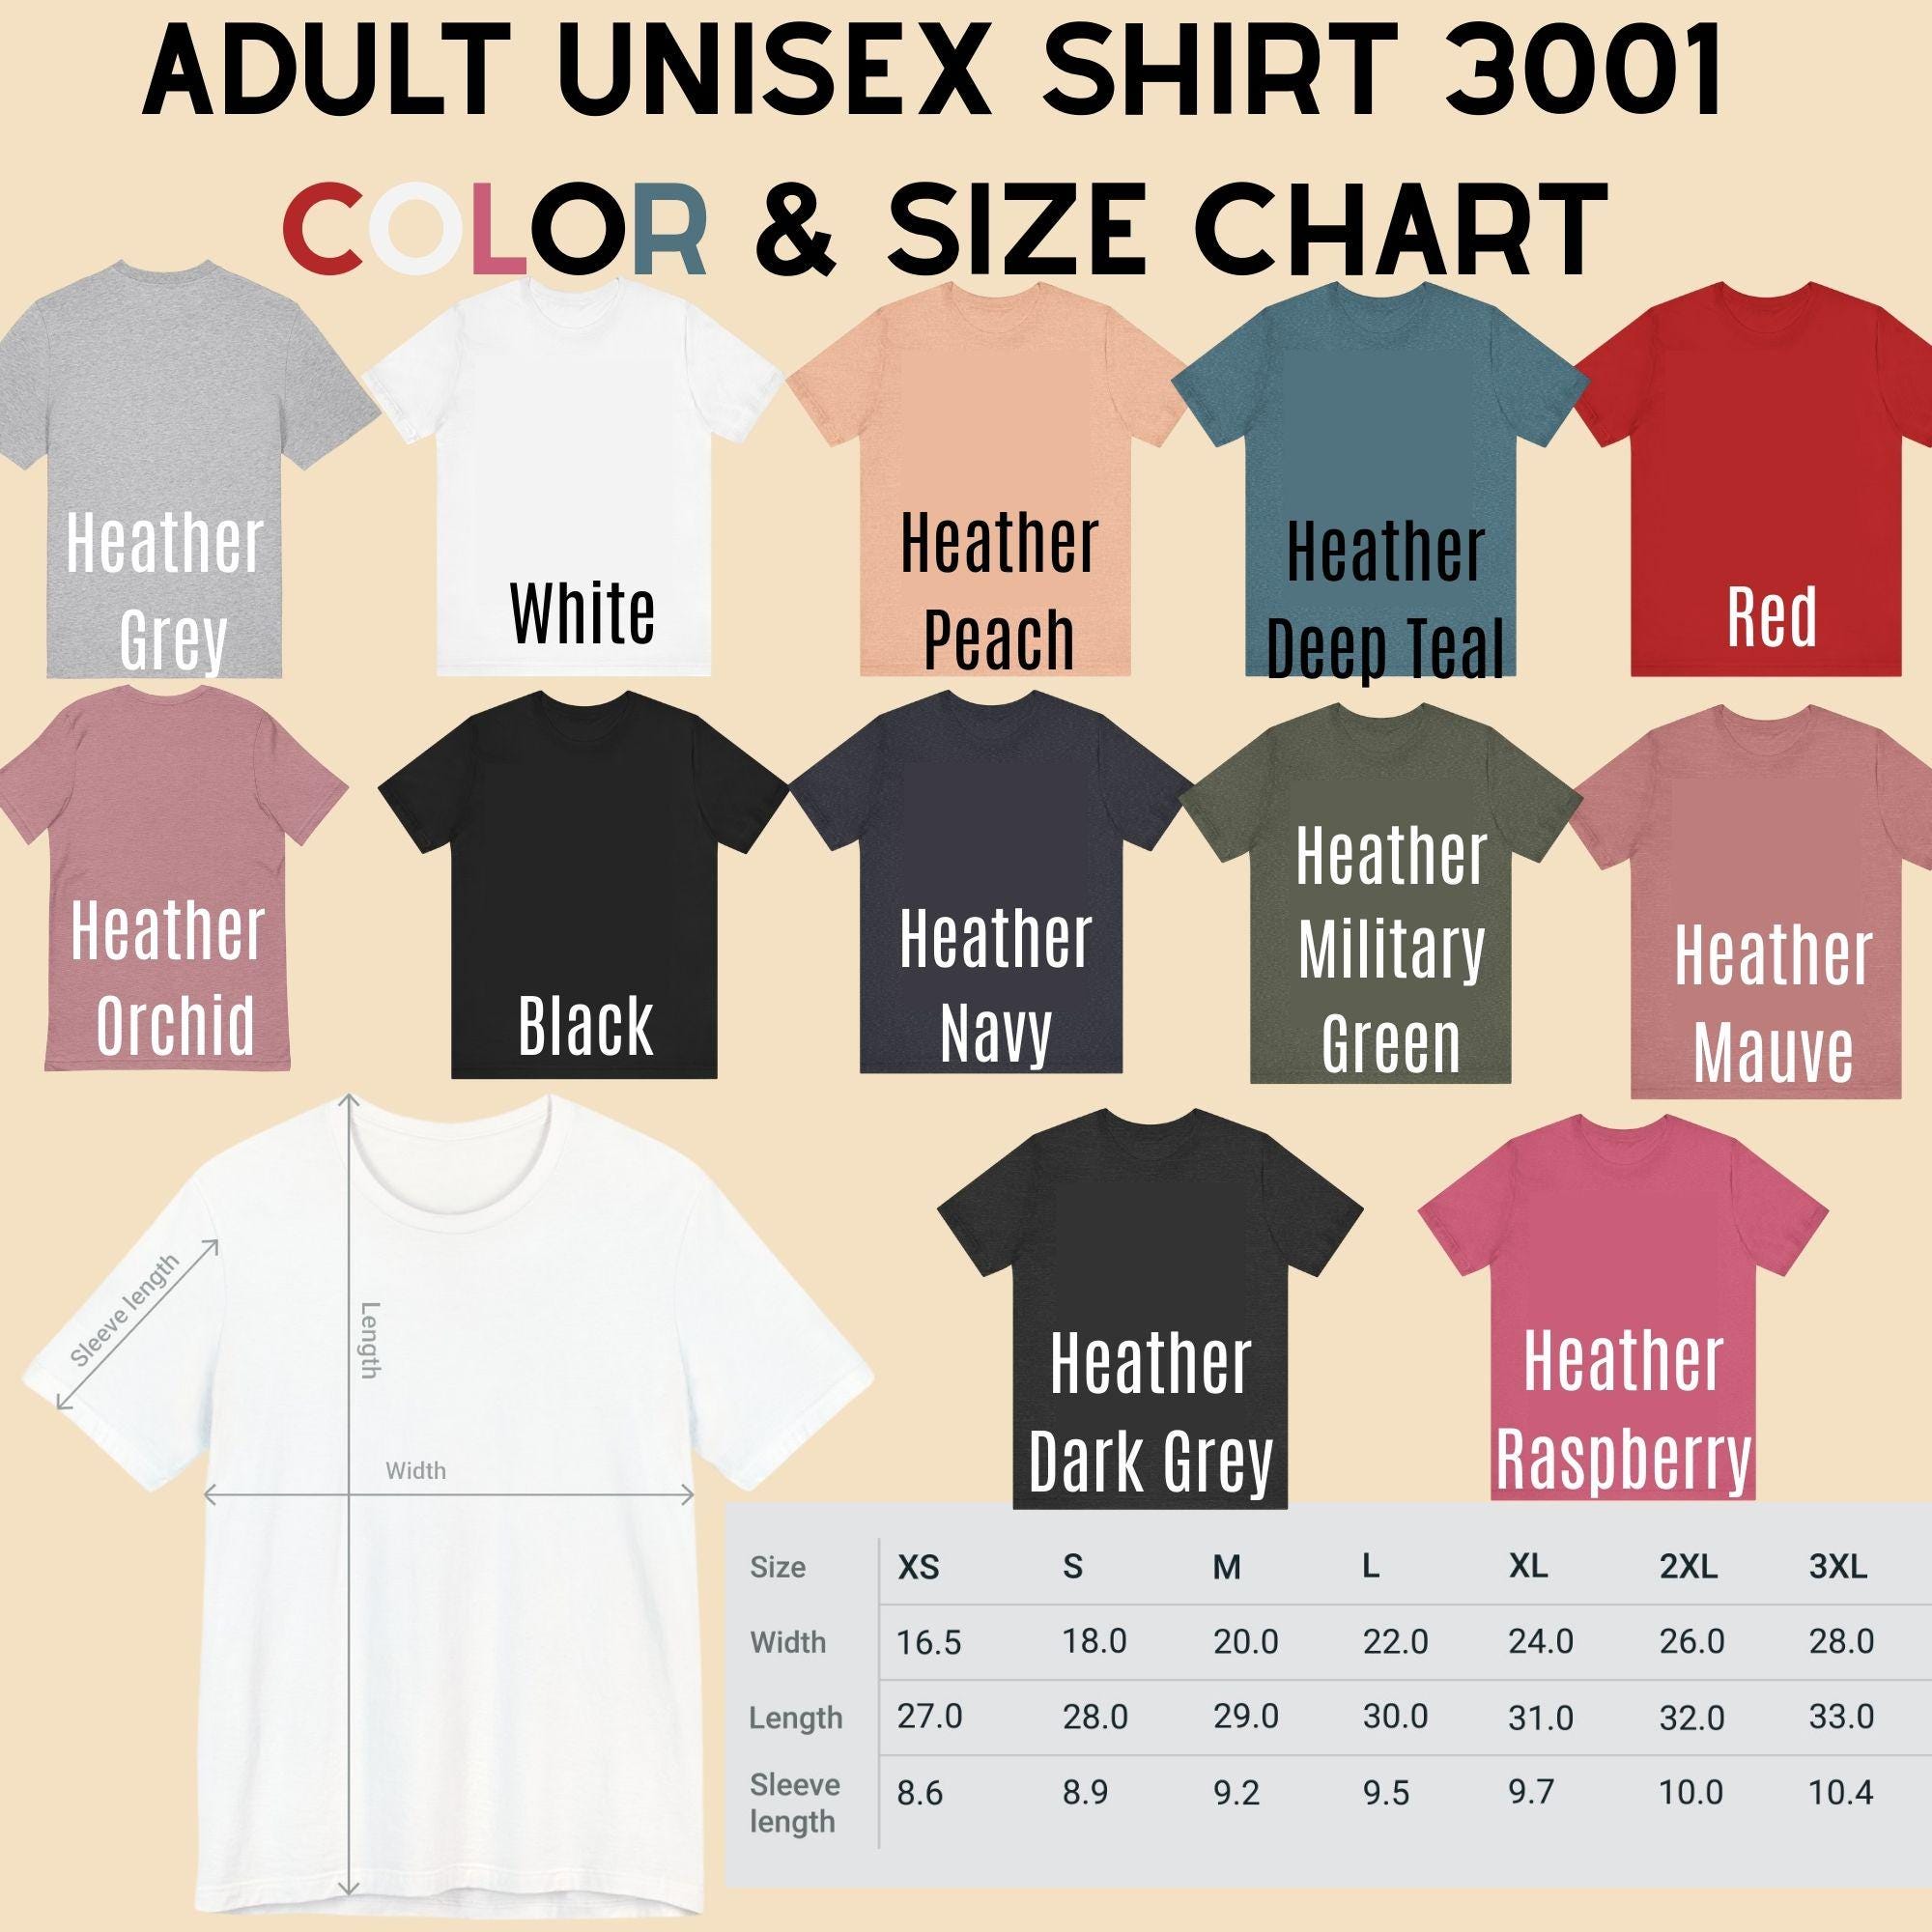 ADULT UNISEX SHIRT 3001
COLOR & SIZE CHART
Heather
Grey
White
Heather
Peach
Heather
Deep Teal
Red
Heather
Orchid
Black
Heather
Navy
Heather
Military
Green
Heather
Mauve
Sleeve length
Length
Width
Heather
Dark Grey
Heather
Raspberry
Size XS S M L XL 2XL 3XL
Width 16.5 18.0 20.0 22.0 24.0 26.0 28.0
Length 27.0 28.0 29.0 30.0 31.0 32.0 33.0
Sleeve
length 8.6 8.9 9.2 9.5 9.7 10.0 10.4